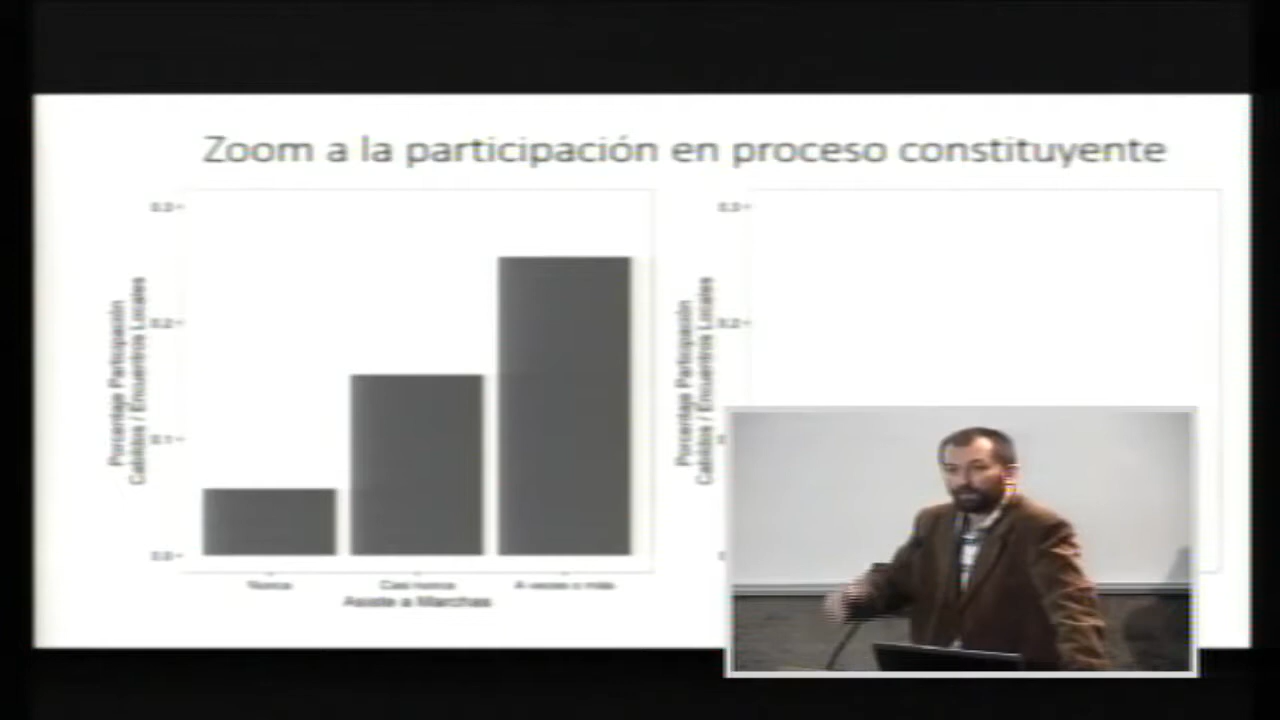 Zoom a la participación en proceso constituyente
0.3
0.2
0.1
0.0
Porcentaje Participación
Cabildos / Encuentros Locales
Nunca
Casi nunca
A veces o más
Asiste a Marchas
0.3
0.2
Porcentaje Participación
Cabildos / Encuentros Locales